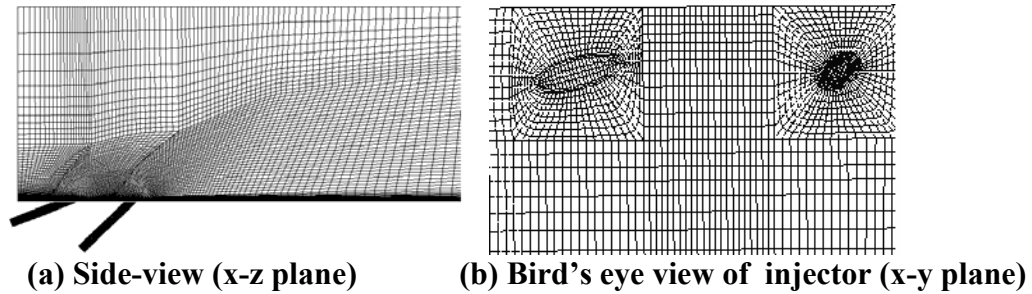 (a) Side-view (x-z plane) (b) Bird’s eye view of injector (x-y plane)